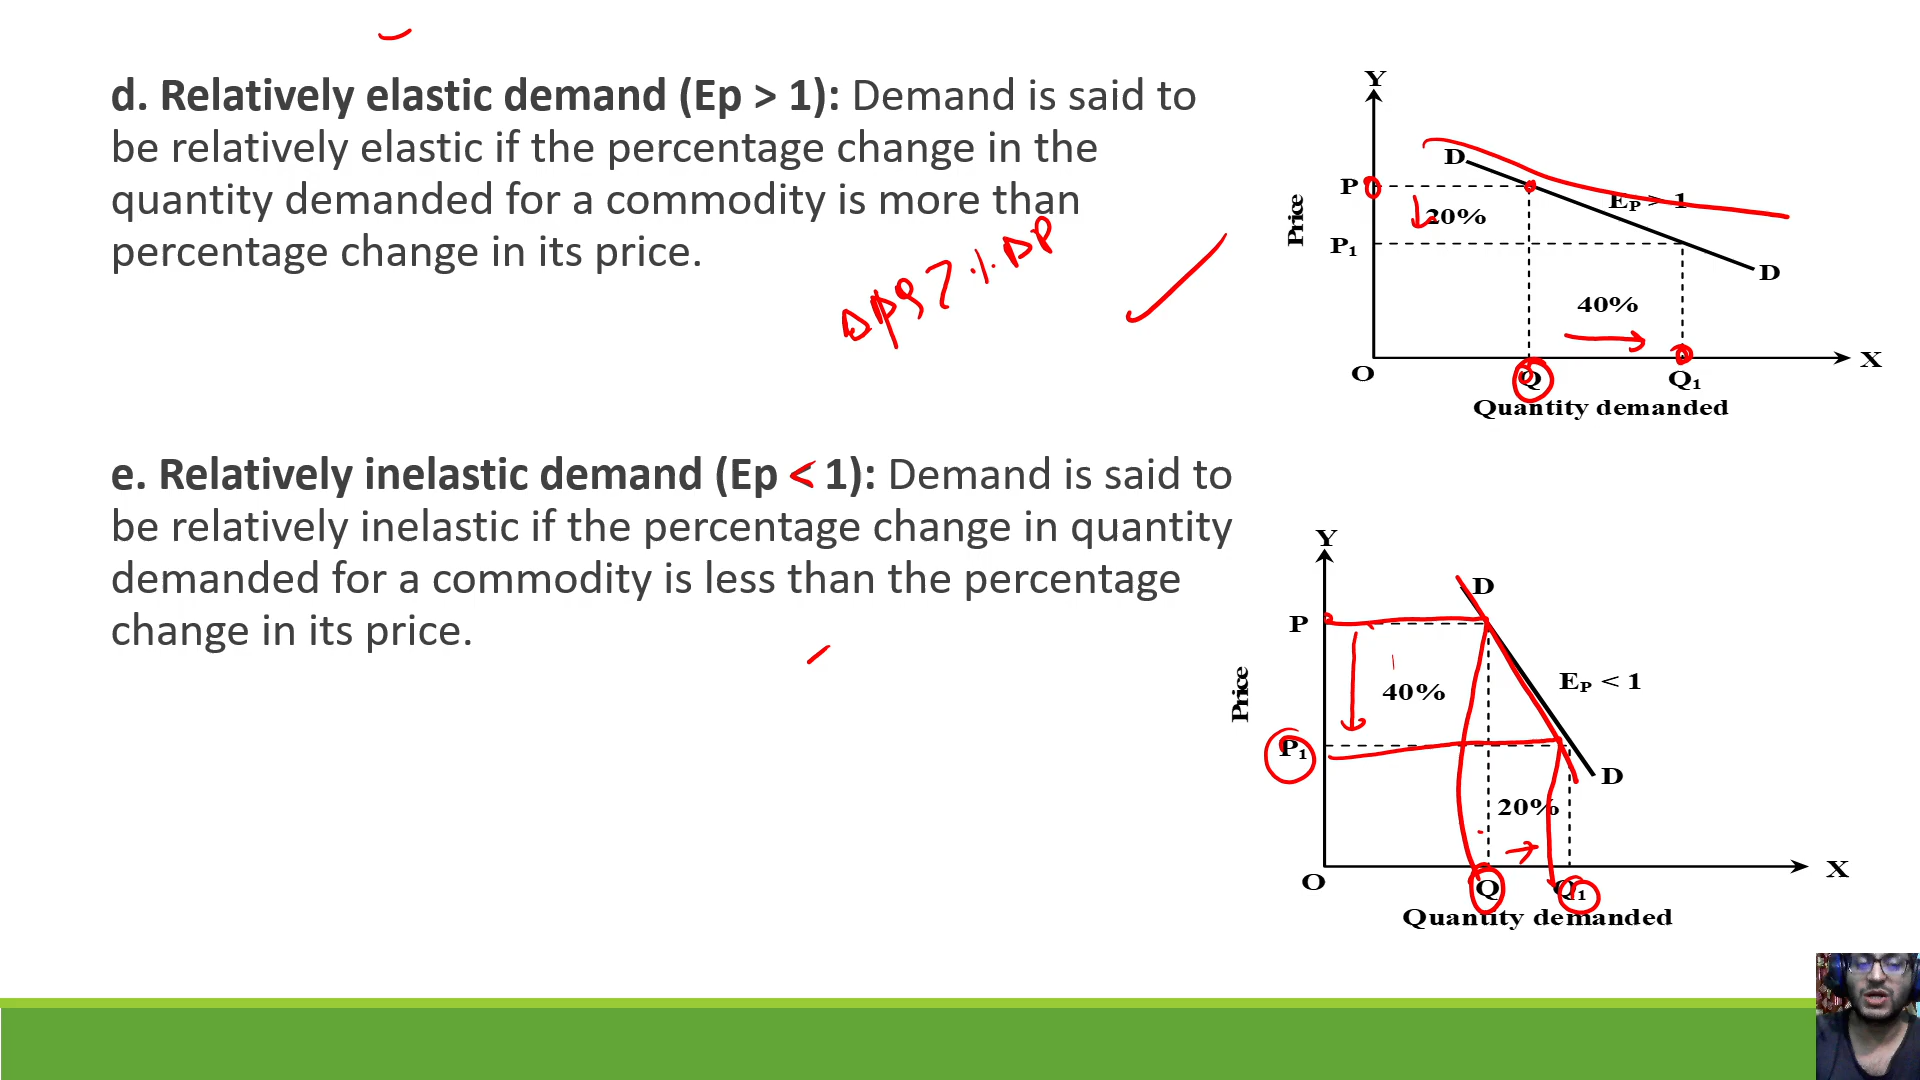 d. Relatively elastic demand (Ep > 1): Demand is said to
be relatively elastic if the percentage change in the
quantity demanded for a commodity is more than
percentage change in its price.
Y
D
P
20%
EP > 1
Price
P1
D
40%
O
Q
Q1
X
Quantity demanded
e. Relatively inelastic demand (Ep < 1): Demand is said to
be relatively inelastic if the percentage change in quantity
demanded for a commodity is less than the percentage
change in its price.
Y
D
P
EP < 1
40%
Price
P1
D
20%
O
Q
Q1
X
Quantity demanded